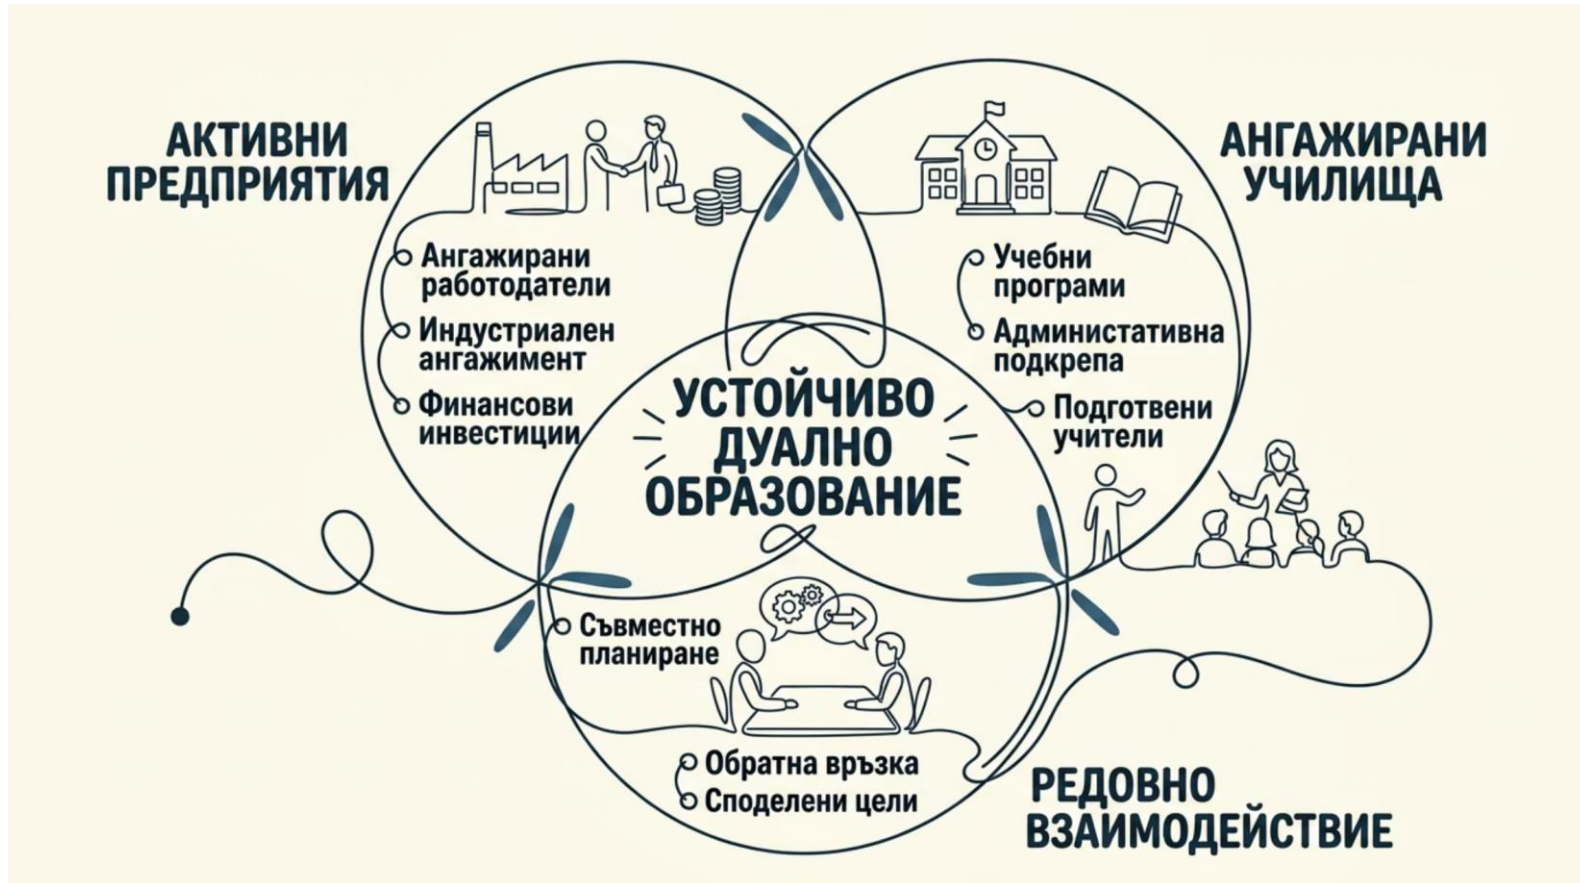 АКТИВНИ
ПРЕДПРИЯТИЯ
Ангажирани
работодатели
Индустриален
ангажимент
Финансови
инвестиции
АНГАЖИРАНИ
УЧИЛИЩА
Учебни
програми
Администативна
подкрепа
Подготвени
учители
УСТОЙЧИВО
ДУАЛНО
ОБРАЗОВАНИЕ
Съвместно
планиране
Обратна връзка
Споделени цели
РЕДОВНО
ВЗАИМОДЕЙСТВИЕ